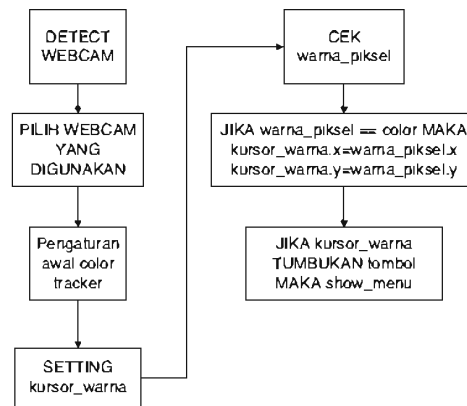 DETECT
WEBCAM
PILIH WEBCAM
YANG
DIGUNAKAN
Pengaturan
awal color
tracker
SETTING
kursor_warna
CEK
warna_piksel
JIKA warna_piksel == color MAKA
kursor_warna.x=warna_piksel.x
kursor_warna.y=warna_piksel.y
JIKA kursor_warna
TUMBUKAN tombol
MAKA show_menu